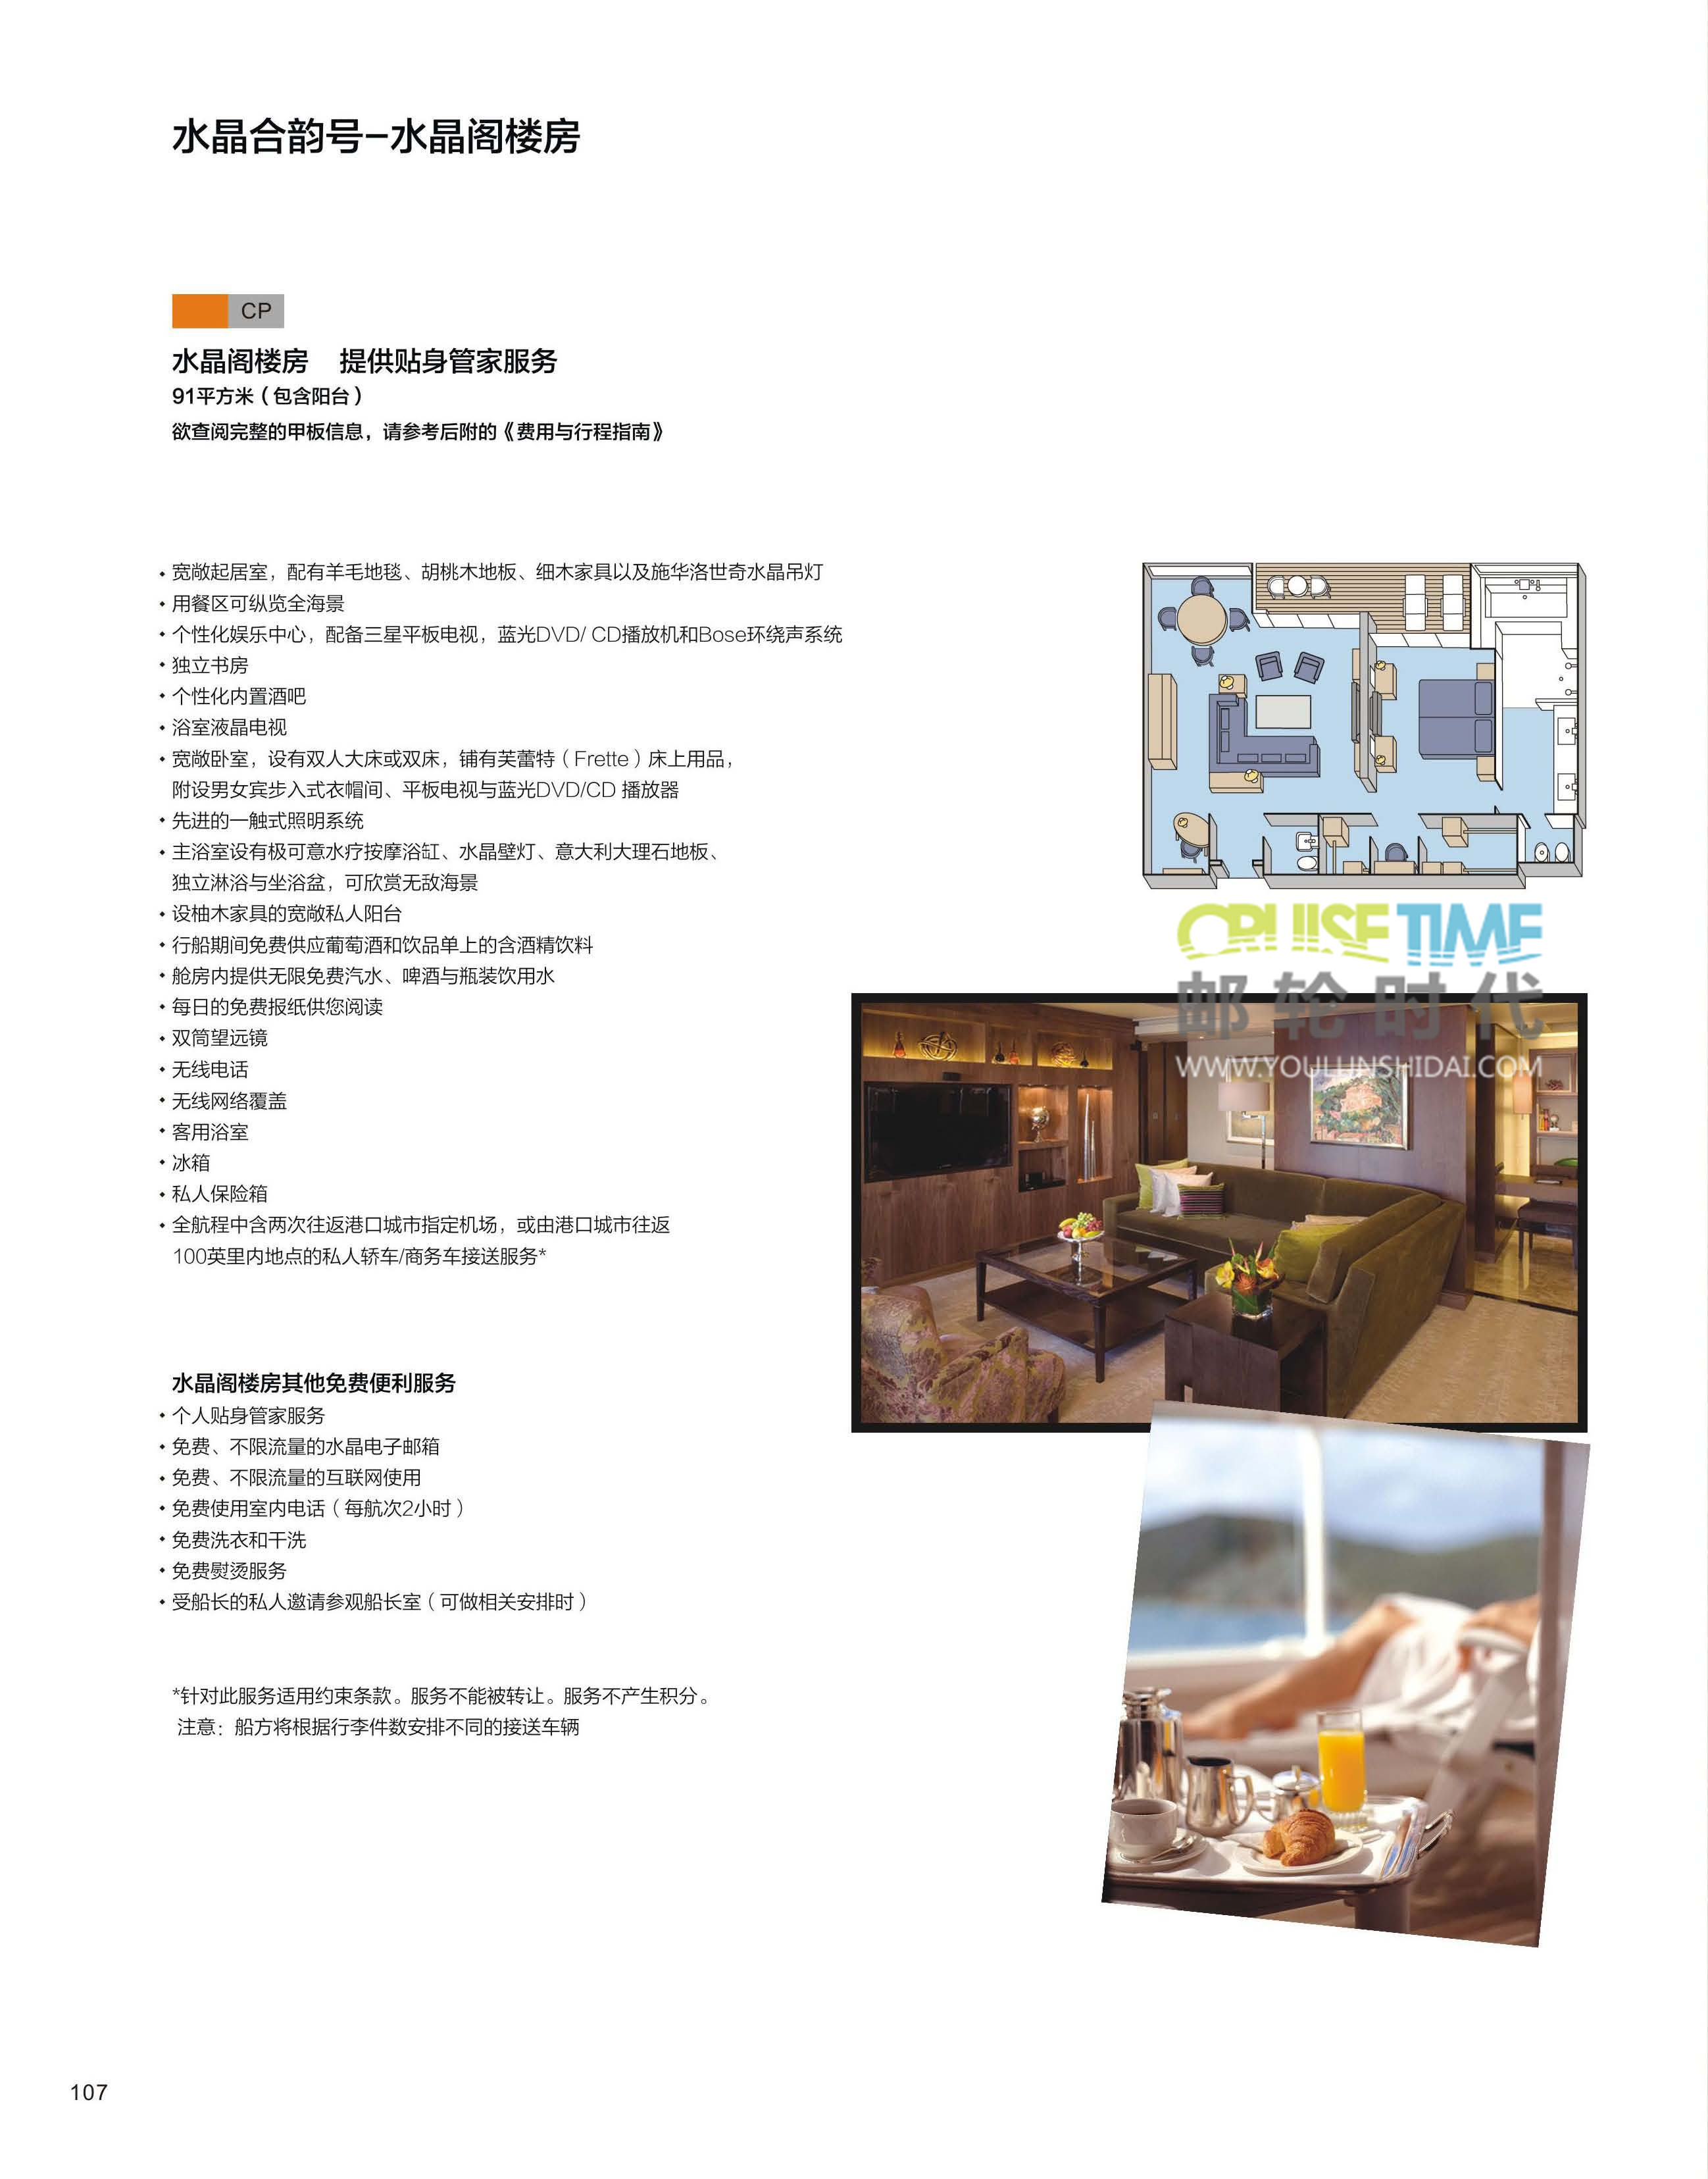 水晶合韵号-水晶阁楼房
CP
水晶阁楼房 提供贴身管家服务
91平方米（包含阳台）
欲查阅完整的甲板信息，请参考后附的《费用与行程指南》
• 宽敞起居室，配有羊毛地毯、胡桃木地板、细木家具以及施华洛世奇水晶吊灯
• 用餐区可纵览全海景
• 个性化娱乐中心，配备三星平板电视，蓝光DVD/ CD播放机和Bose环绕声系统
• 独立书房
• 个性化内置酒吧
• 浴室液晶电视
• 宽敞卧室，设有双人大床或双床，铺有芙蕾特（Frette）床上用品，
附设男女宾步入式衣帽间、平板电视与蓝光DVD/CD 播放器
• 先进的一触式照明系统
• 主浴室设有极可意水疗按摩浴缸、水晶壁灯、意大利大理石地板、
独立淋浴与坐浴盆，可欣赏无敌海景
• 设柚木家具的宽敞私人阳台
• 行船期间免费供应葡萄酒和饮品单上的含酒精饮料
• 舱房内提供无限免费汽水、啤酒与瓶装饮用水
• 每日的免费报纸供您阅读
• 双筒望远镜
• 无线电话
• 无线网络覆盖
• 客用浴室
• 冰箱
• 私人保险箱
• 全航程中含两次往返港口城市指定机场，或由港口城市往返
100英里内地点的私人轿车/商务车接送服务*
水晶阁楼房其他免费便利服务
• 个人贴身管家服务
• 免费、不限流量的水晶电子邮箱
• 免费、不限流量的互联网使用
• 免费使用室内电话（每航次2小时）
• 免费洗衣和干洗
• 免费熨烫服务
• 受船长的私人邀请参观船长室（可做相关安排时）
*针对此服务适用约束条款。服务不能被转让。服务不产生积分。
注意：船方将根据行李件数安排不同的接送车辆
CRUISETIME
邮轮时代
WWW.YOULUNSHIDAI.COM
107